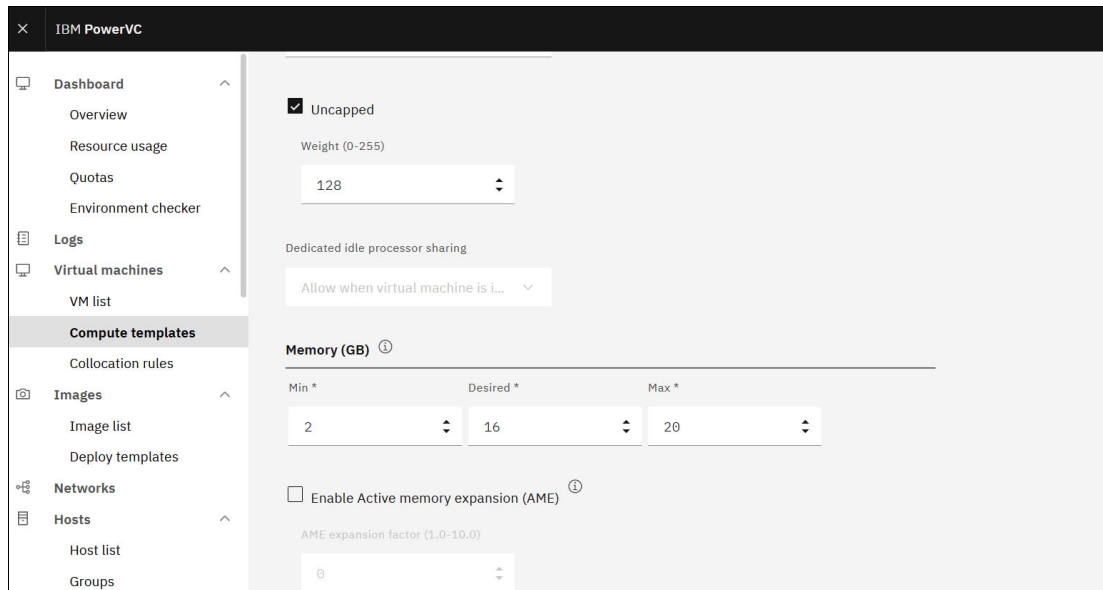 IBM PowerVC
Dashboard
Overview
Resource usage
Quotas
Environment checker
Logs
Virtual machines
VM list
Compute templates
Collocation rules
Images
Image list
Deploy templates
Networks
Hosts
Host list
Groups
Uncapped
Weight (0-255)
128
Dedicated idle processor sharing
Allow when virtual machine is i...
Memory (GB)
Min * Desired * Max *
2 16 20
Enable Active memory expansion (AME)
AME expansion factor (1.0-10.0)
0